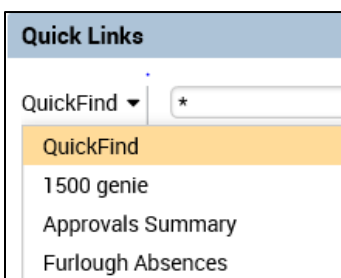 Quick Links
QuickFind *
QuickFind
1500 genie
Approvals Summary
Furlough Absences